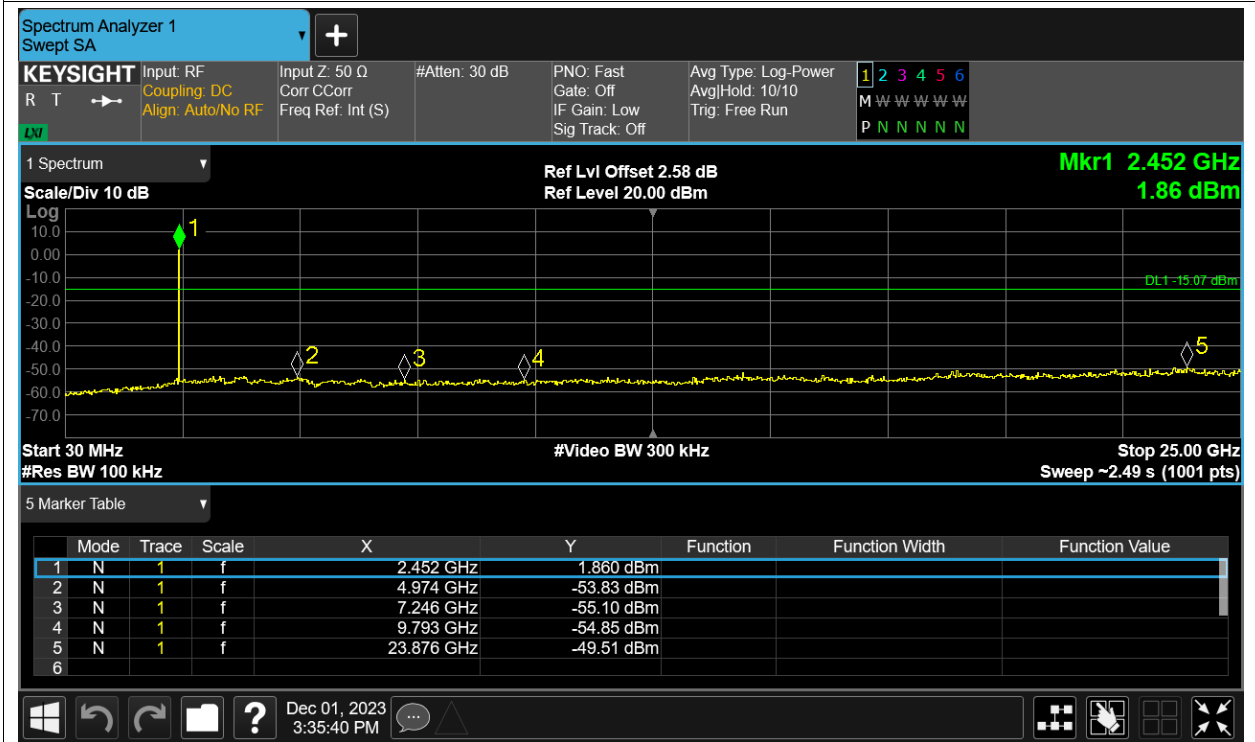 Spectrum Analyzer 1
Swept SA
KEYSIGHT
R T
LXI
Input: RF
Coupling: DC
Align: Auto/No RF
Input Z: 50 Ω
Corr CCorr
Freq Ref: Int (S)
#Atten: 30 dB
PNO: Fast
Gate: Off
IF Gain: Low
Sig Track: Off
Avg Type: Log-Power
Avg|Hold: 10/10
Trig: Free Run
1 2 3 4 5 6
M W W W W W
P N N N N N
1 Spectrum
Scale/Div 10 dB
Ref Lvl Offset 2.58 dB
Ref Level 20.00 dBm
Mkr1 2.452 GHz
1.86 dBm
Log
10.0
0.00
-10.0
-20.0
-30.0
-40.0
-50.0
-60.0
-70.0
1
2
3
4
5
DL1 -15.07 dBm
Start 30 MHz
#Res BW 100 kHz
#Video BW 300 kHz
Stop 25.00 GHz
Sweep ~2.49 s (1001 pts)
5 Marker Table
Mode Trace Scale X Y Function Function Width Function Value
1 N 1 f 2.452 GHz 1.860 dBm
2 N 1 f 4.974 GHz -53.83 dBm
3 N 1 f 7.246 GHz -55.10 dBm
4 N 1 f 9.793 GHz -54.85 dBm
5 N 1 f 23.876 GHz -49.51 dBm
6
?
Dec 01, 2023
3:35:40 PM